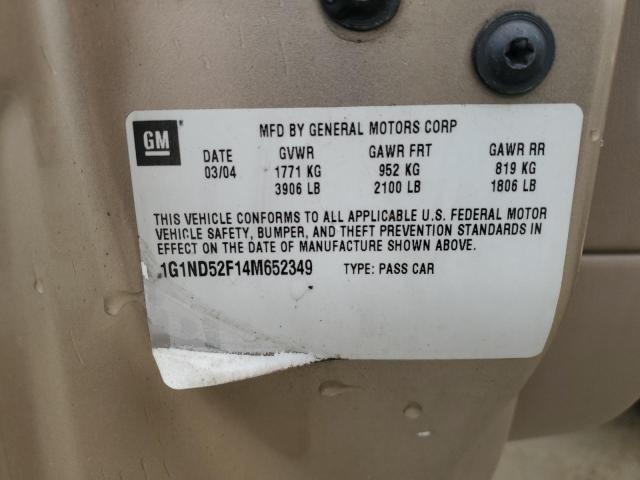 GM MFD BY GENERAL MOTORS CORP
DATE GVWR GAWR FRT GAWR RR
03/04 1771 KG 952 KG 819 KG
3906 LB 2100 LB 1806 LB
THIS VEHICLE CONFORMS TO ALL APPLICABLE U.S. FEDERAL MOTOR
VEHICLE SAFETY, BUMPER, AND THEFT PREVENTION STANDARDS IN
EFFECT ON THE DATE OF MANUFACTURE SHOWN ABOVE.
1G1ND52F14M652349 TYPE: PASS CAR